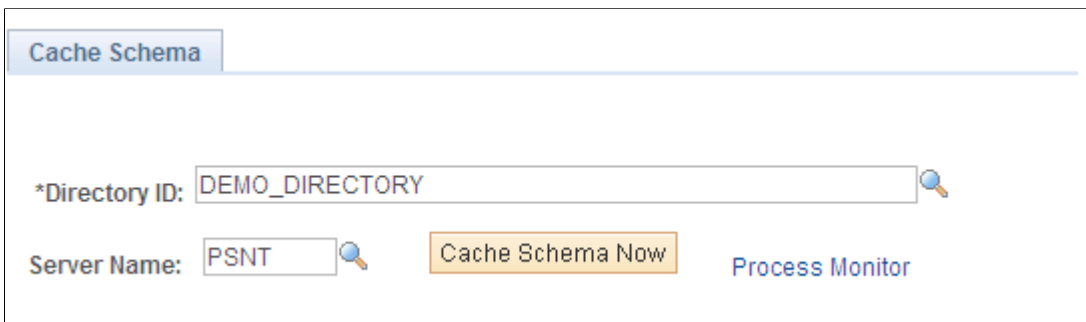 Cache Schema
*Directory ID: DEMO_DIRECTORY
Server Name: PSNT Cache Schema Now Process Monitor